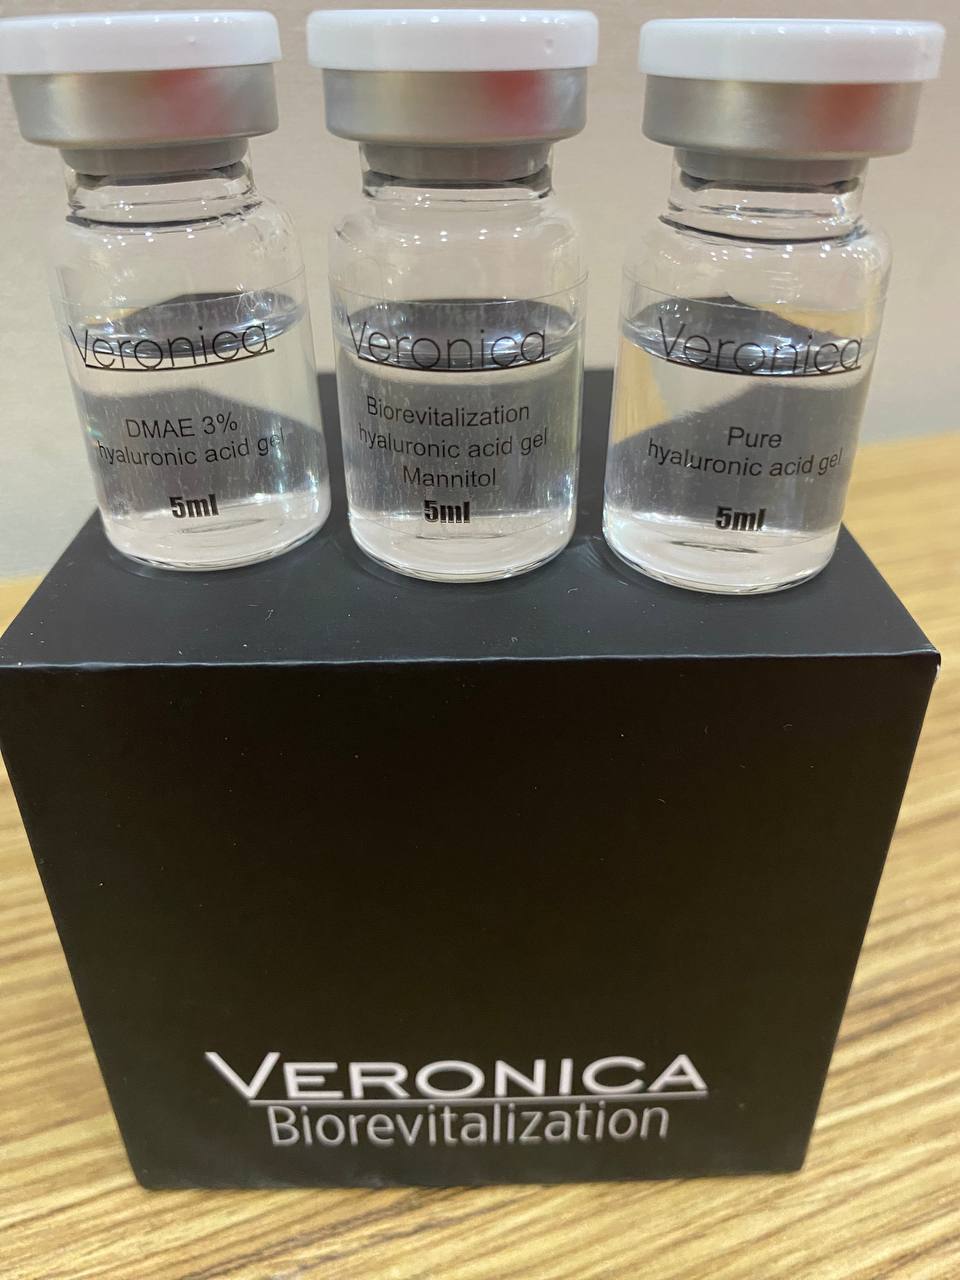 Veronica
DMAE 3%
hyaluronic acid gel
5ml
Veronica
Biorevitalization
hyaluronic acid gel
Mannitol
5ml
Veronica
Pure
hyaluronic acid gel
5ml
VERONICA
Biorevitalization